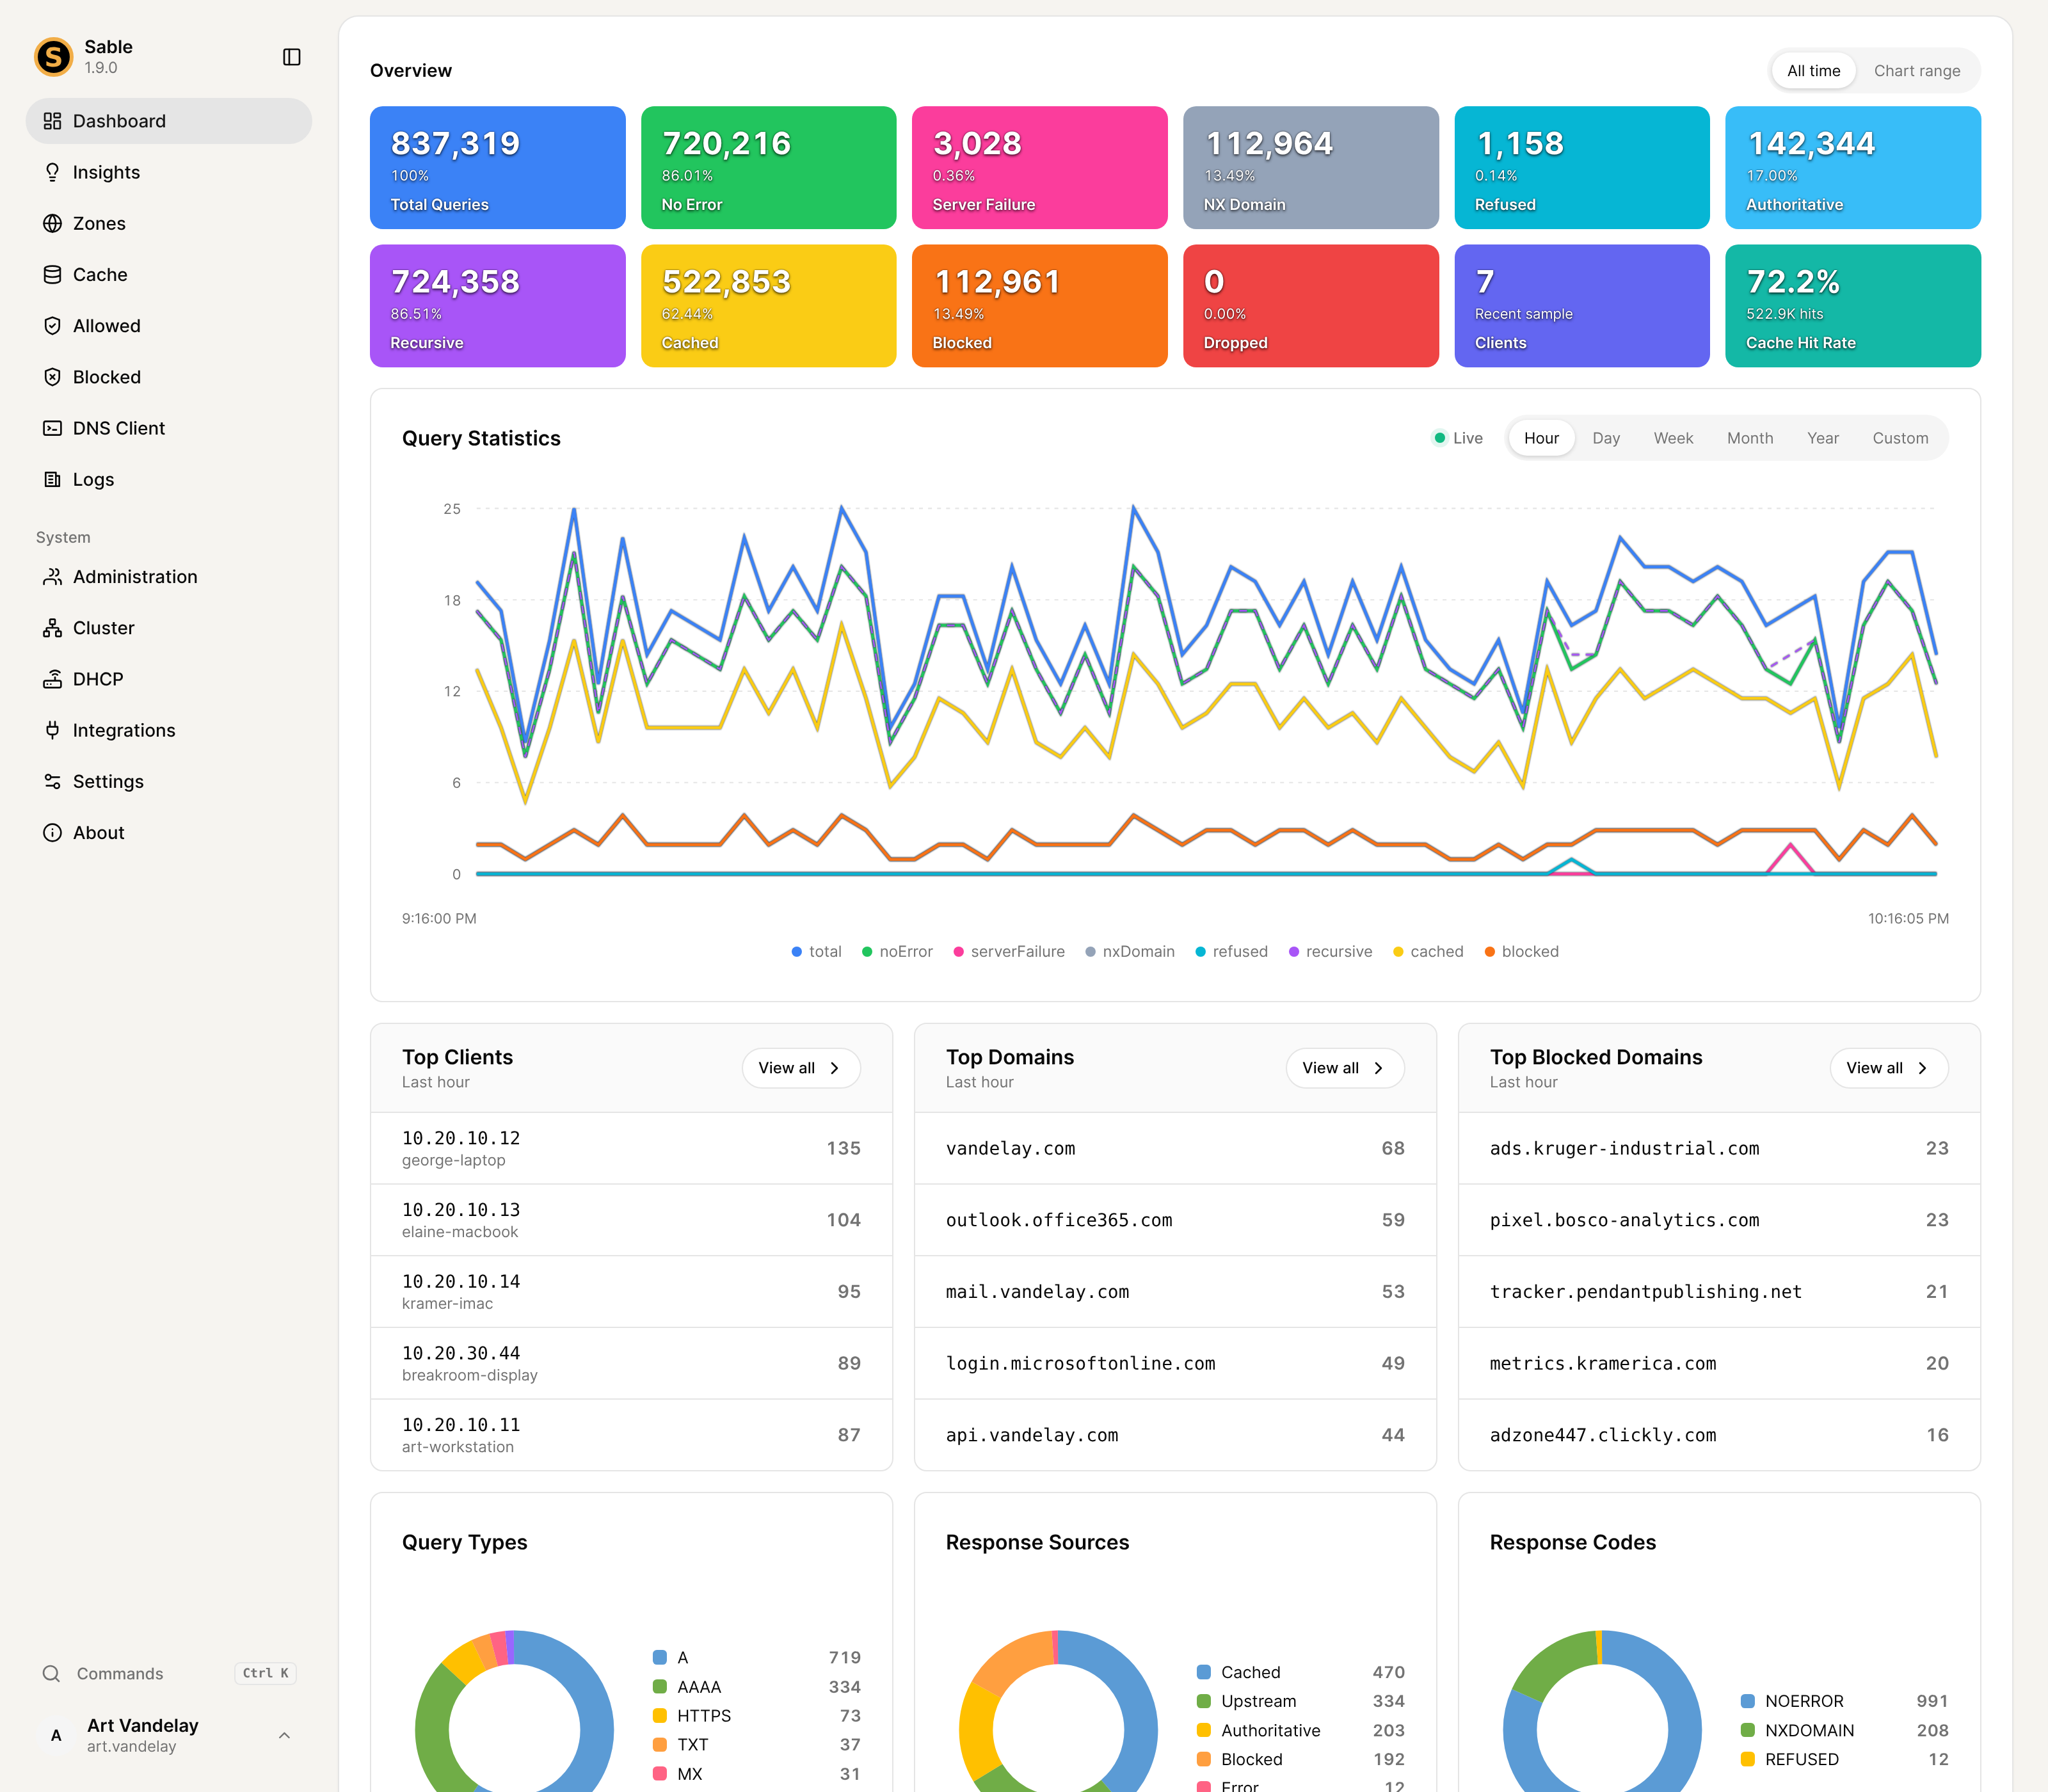 S
Sable
1.9.0
Dashboard
Insights
Zones
Cache
Allowed
Blocked
DNS Client
Logs
System
Administration
Cluster
DHCP
Integrations
Settings
About
Commands
Ctrl K
A
Art Vandelay
art.vandelay
Overview
All time
Chart range
837,319
100%
Total Queries
720,216
86.01%
No Error
3,028
0.36%
Server Failure
112,964
13.49%
NX Domain
1,158
0.14%
Refused
142,344
17.00%
Authoritative
724,358
86.51%
Recursive
522,853
62.44%
Cached
112,961
13.49%
Blocked
0
0.00%
Dropped
7
Recent sample
Clients
72.2%
522.9K hits
Cache Hit Rate
Query Statistics
Live
Hour
Day
Week
Month
Year
Custom
25
18
12
6
0
9:16:00 PM
10:16:05 PM
total
noError
serverFailure
nxDomain
refused
recursive
cached
blocked
Top Clients
Last hour
View all
10.20.10.12
george-laptop
135
10.20.10.13
elaine-macbook
104
10.20.10.14
kramer-imac
95
10.20.30.44
breakroom-display
89
10.20.10.11
art-workstation
87
Top Domains
Last hour
View all
vandelay.com 68
outlook.office365.com 59
mail.vandelay.com 53
login.microsoftonline.com 49
api.vandelay.com 44
Top Blocked Domains
Last hour
View all
ads.kruger-industrial.com 23
pixel.bosco-analytics.com 23
tracker.pendantpublishing.net 21
metrics.kramerica.com 20
adzone447.clickly.com 16
Query Types
A 719
AAAA 334
HTTPS 73
TXT 37
MX 31
Response Sources
Cached 470
Upstream 334
Authoritative 203
Blocked 192
Error 12
Response Codes
NOERROR 991
NXDOMAIN 208
REFUSED 12